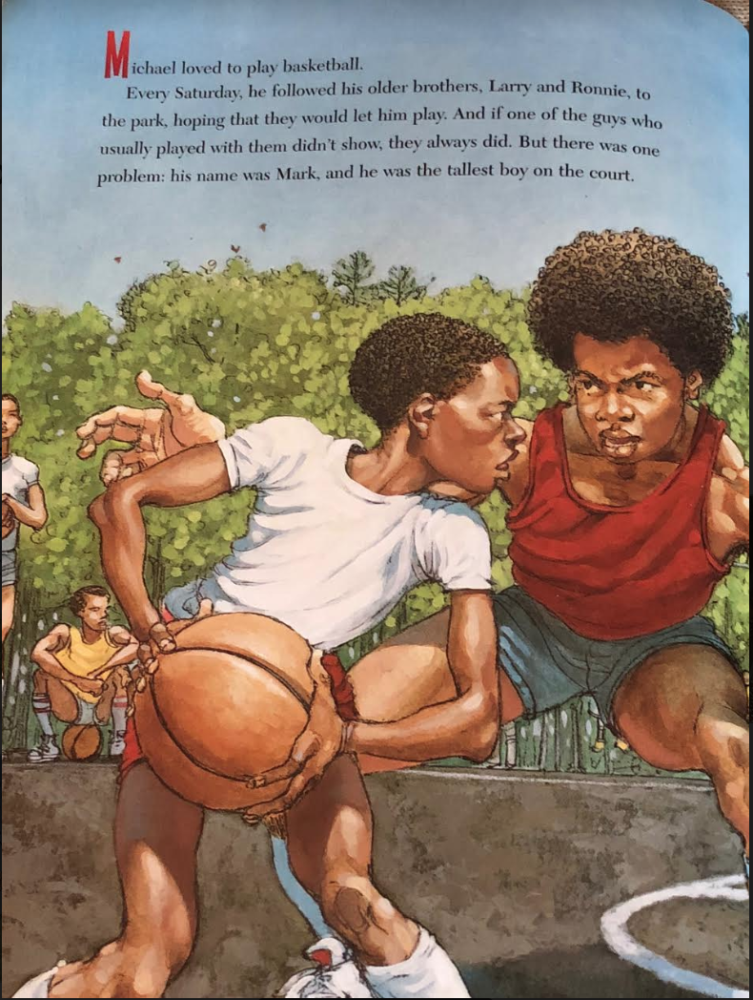 Michael loved to play basketball.
Every Saturday, he followed his older brothers, Larry and Ronnie, to
the park, hoping that they would let him play. And if one of the guys who
usually played with them didn't show, they always did. But there was one
problem: his name was Mark, and he was the tallest boy on the court.